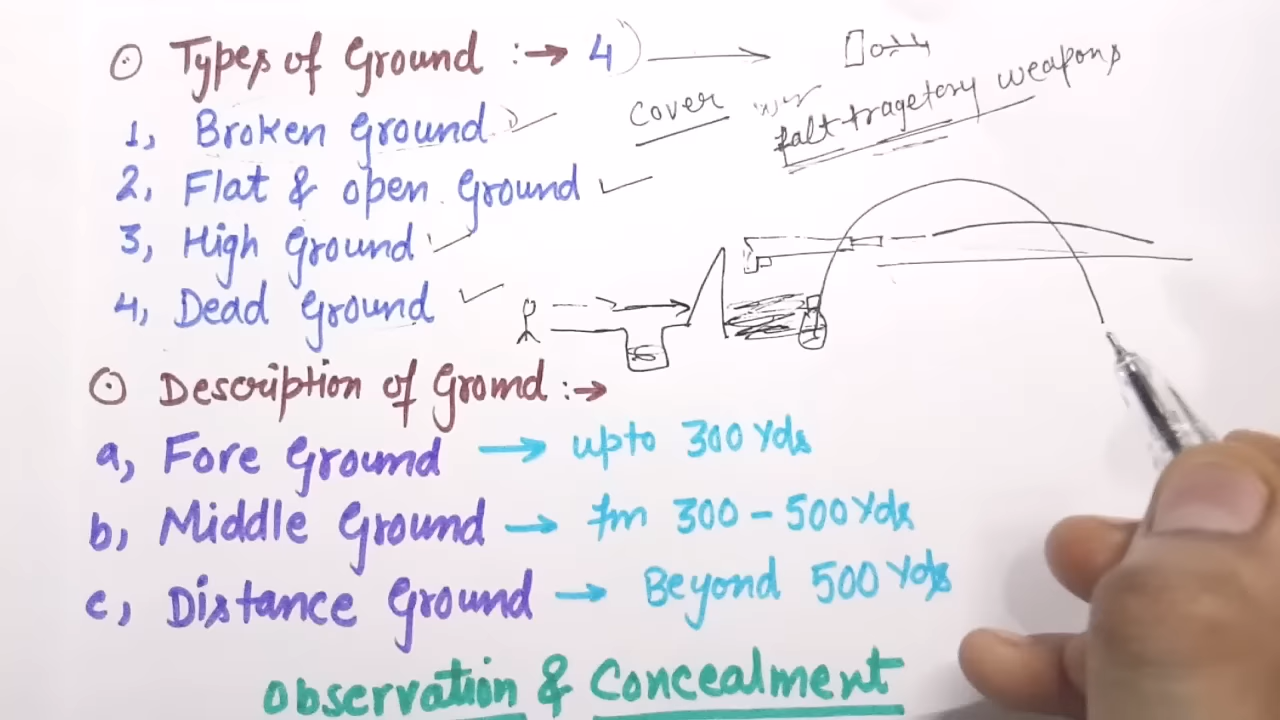 ⊙ Types of Ground :→ 4)
1, Broken Ground
2, Flat & open Ground
3, High Ground
4, Dead Ground
cover
falt tragetory weapons
⊙ Description of Ground :→
a, Fore Ground → upto 300 Yds
b, Middle Ground → fm 300 - 500 Yds
c, Distance Ground → Beyond 500 Yds
Observation & Concealment